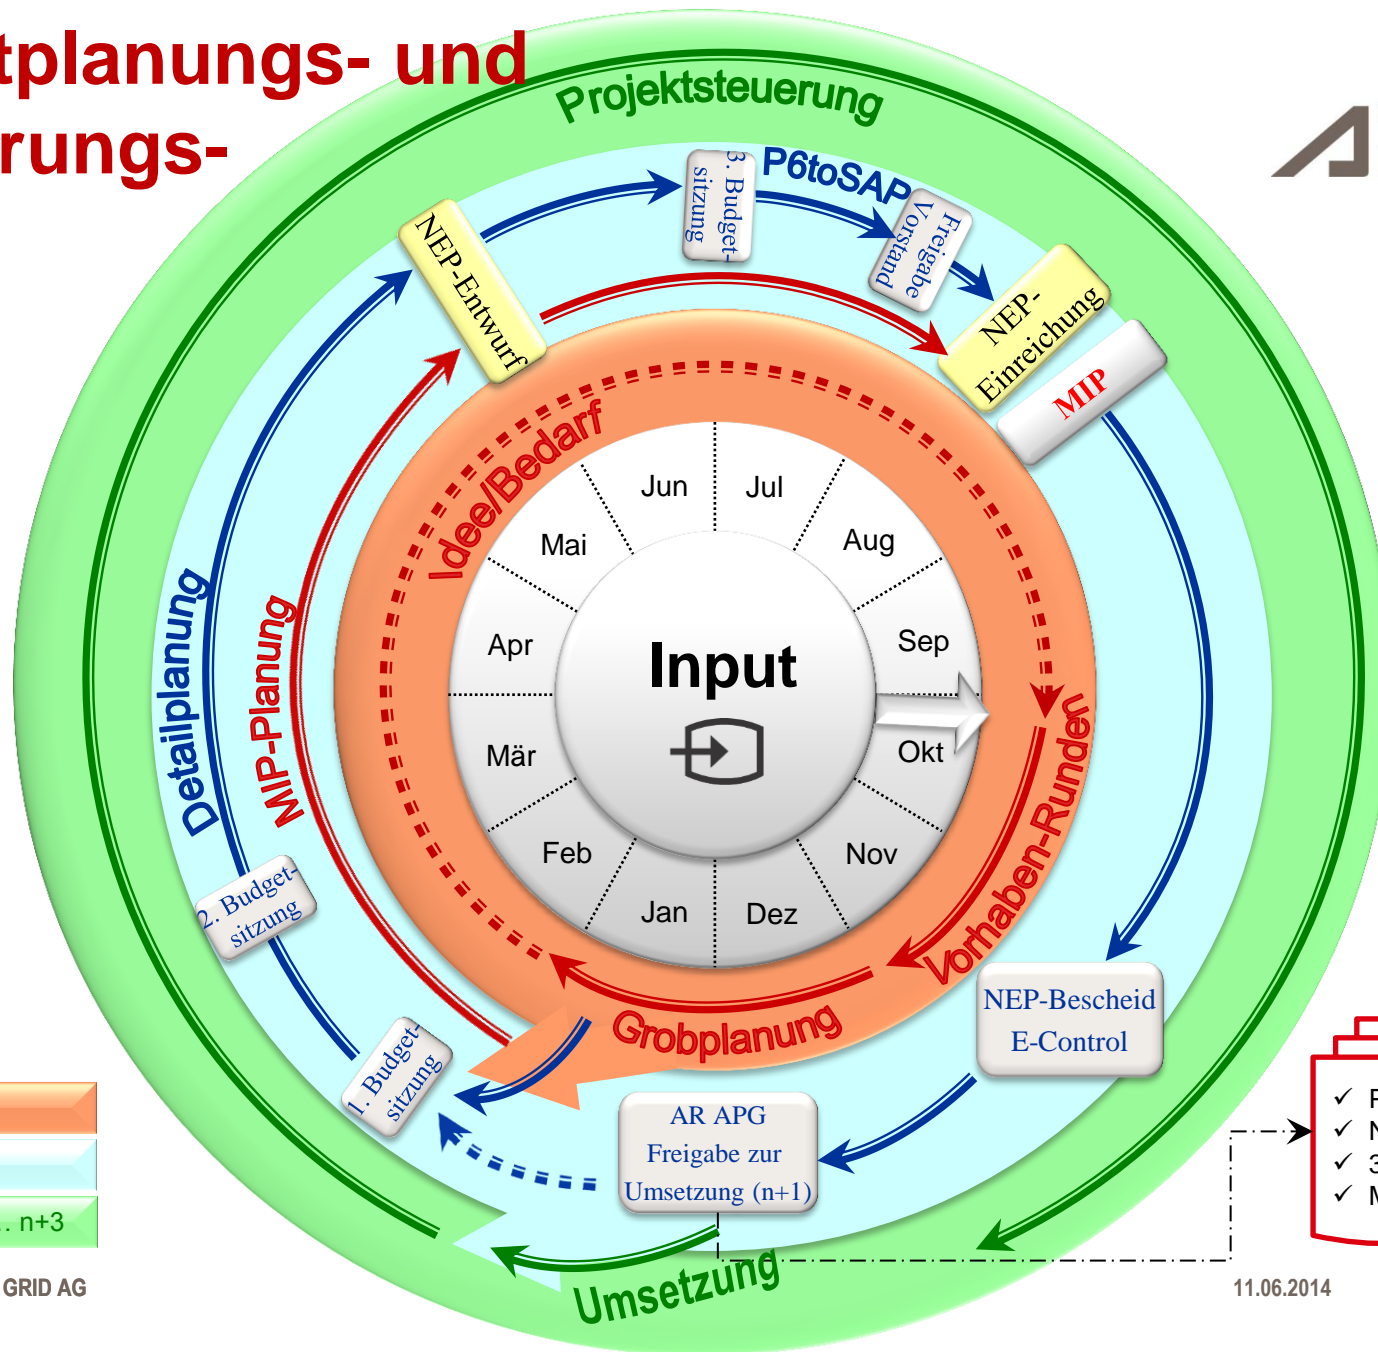 tplanungs- und
rungs-
Projektsteuerung
P6toSAP
3. Budget-
sitzung
Freigabe
Vorstand
NEP-Entwurf
NEP-
Einreichung
MIP
Idee/Bedarf
Jun
Jul
Mai
Aug
Apr
Sep
Mär
Okt
Feb
Nov
Jan
Dez
Input
Detailplanung
MIP-Planung
Vorhaben-Runden
2. Budget-
sitzung
1. Budget-
sitzung
Grobplanung
NEP-Bescheid
E-Control
AR APG
Freigabe zur
Umsetzung (n+1)
Umsetzung
✓ F
✓ N
✓ 3
✓ M
.. n+3
GRID AG
11.06.2014